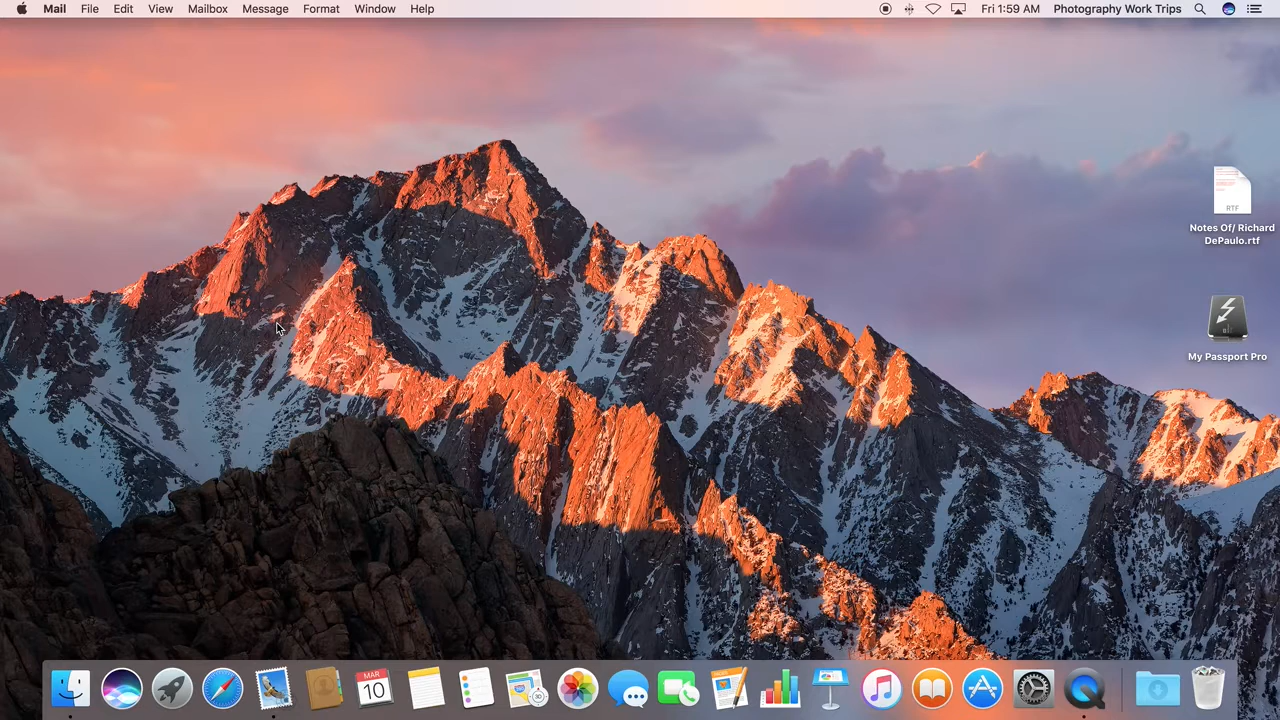 Mail File Edit View Mailbox Message Format Window Help Fri 1:59 AM Photography Work Trips
RTF
Notes Of/ Richard
DePaulo.rtf
My Passport Pro
MAR
10
3D